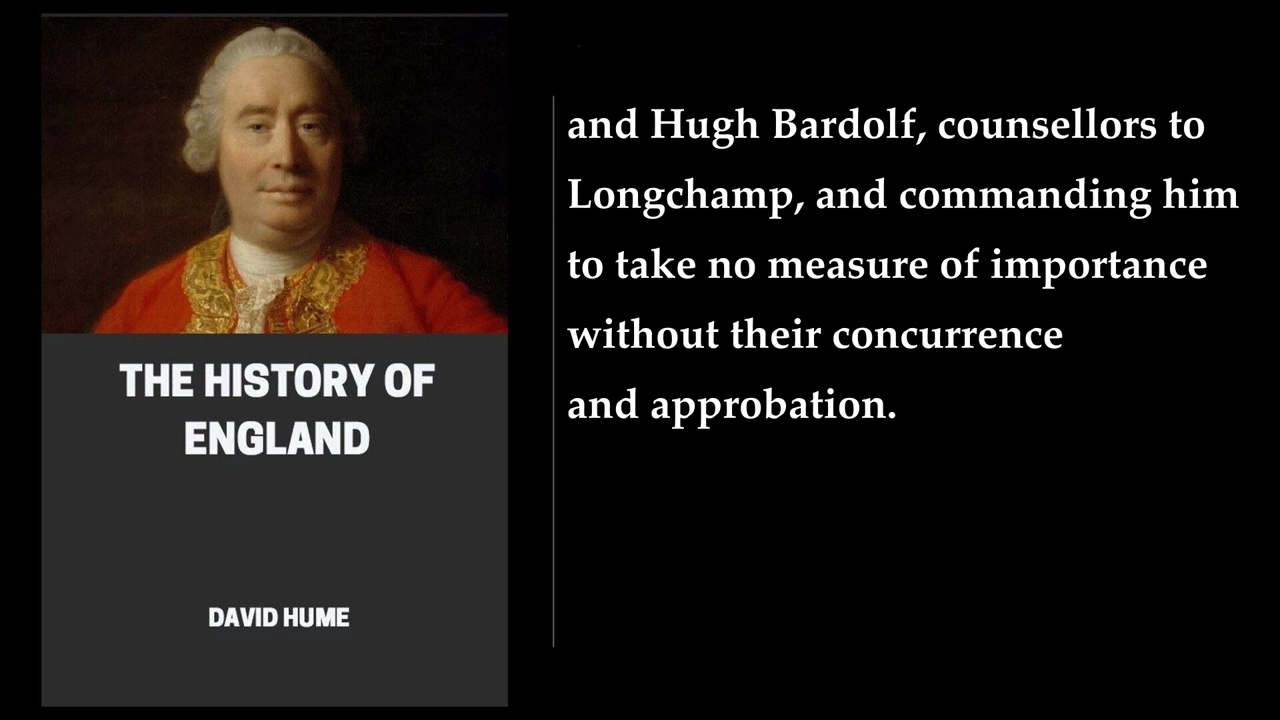 THE HISTORY OF
ENGLAND
DAVID HUME
and Hugh Bardolf, counsellors to
Longchamp, and commanding him
to take no measure of importance
without their concurrence
and approbation.